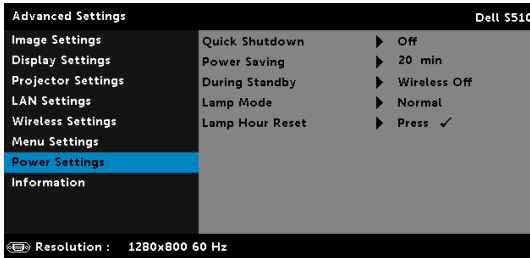 Advanced Settings Dell S510
Image Settings
Display Settings
Projector Settings
LAN Settings
Wireless Settings
Menu Settings
Power Settings
Information
Quick Shutdown Off
Power Saving 20 min
During Standby Wireless Off
Lamp Mode Normal
Lamp Hour Reset Press ✓
Resolution : 1280x800 60 Hz